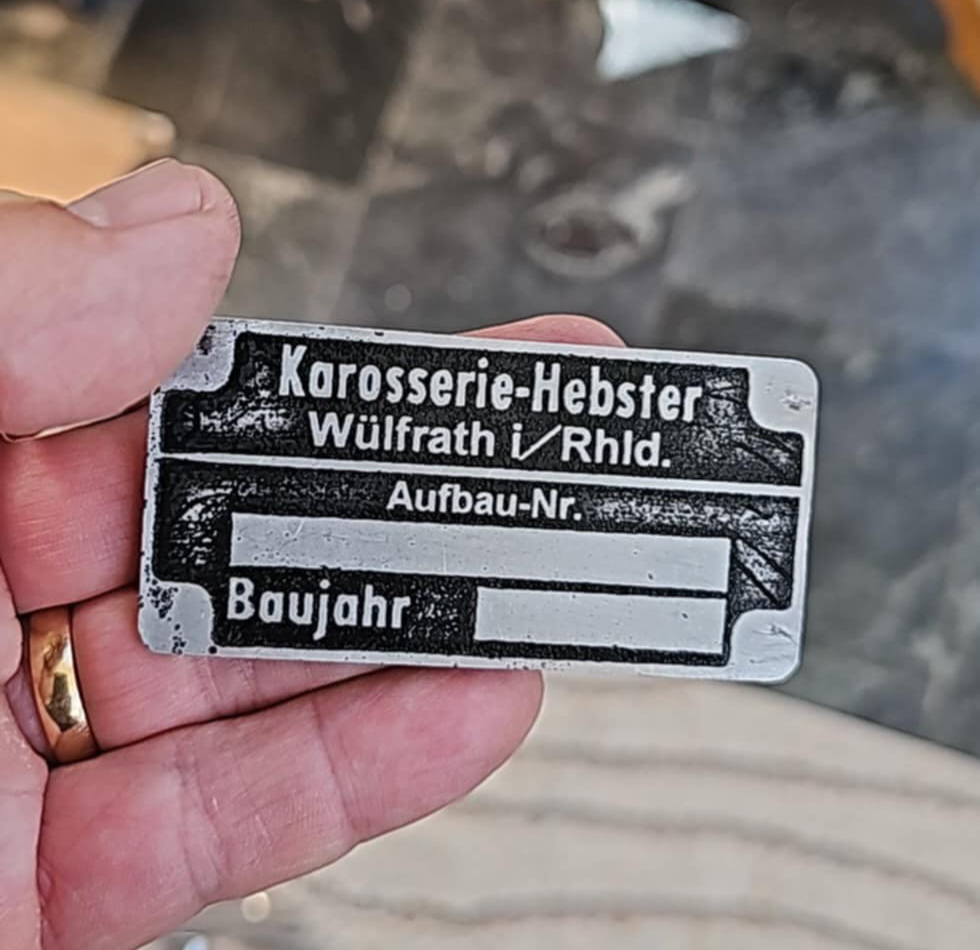 Karosserie-Hebster
Wülfrath i/Rhld.
Aufbau-Nr.
Baujahr